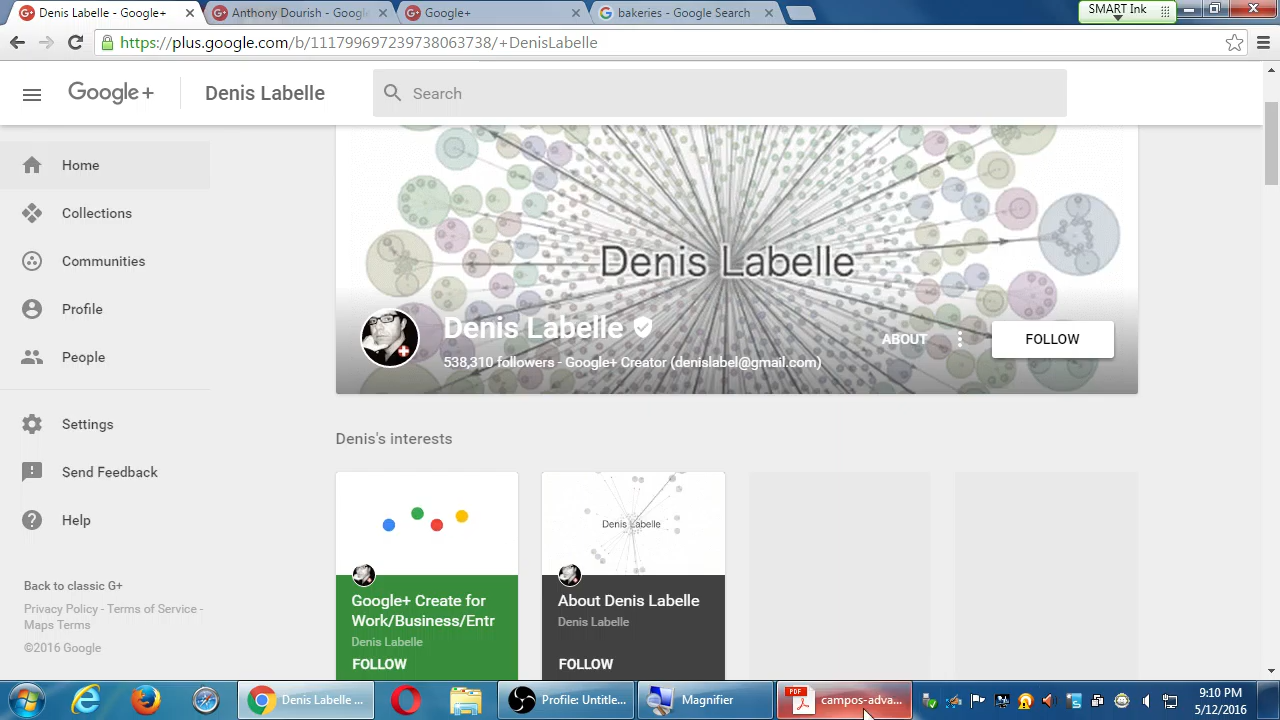 Denis Labelle - Google+
Anthony Dourish - Google
Google+
bakeries - Google Search
SMART Ink
https://plus.google.com/b/111799697239738063738/+DenisLabelle
Google+
Denis Labelle
Search
Home
Collections
Communities
Profile
People
Settings
Send Feedback
Help
Back to classic G+
Privacy Policy - Terms of Service -
Maps Terms
©2016 Google
Denis Labelle
Denis Labelle
538,310 followers - Google+ Creator (denislabel@gmail.com)
ABOUT
FOLLOW
Denis's interests
Google+ Create for
Work/Business/Entr
Denis Labelle
FOLLOW
Denis Labelle
About Denis Labelle
Denis Labelle
FOLLOW
Denis Labelle ...
Profile: Untitle...
Magnifier
PDF
campos-adva...
9:10 PM
5/12/2016